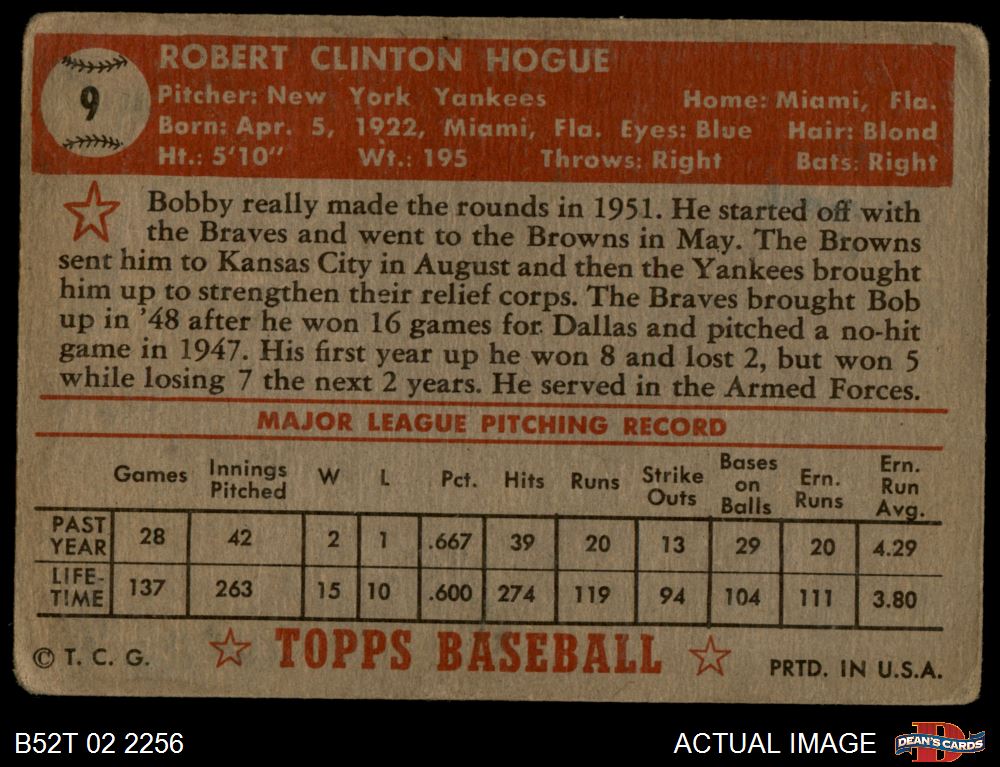 9
ROBERT CLINTON HOGUE
Pitcher: New York Yankees Home: Miami, Fla.
Born: Apr. 5, 1922, Miami, Fla. Eyes: Blue Hair: Blond
Ht.: 5'10" Wt.: 195 Throws: Right Bats: Right
Bobby really made the rounds in 1951. He started off with
the Braves and went to the Browns in May. The Browns
sent him to Kansas City in August and then the Yankees brought
him up to strengthen their relief corps. The Braves brought Bob
up in '48 after he won 16 games for Dallas and pitched a no-hit
game in 1947. His first year up he won 8 and lost 2, but won 5
while losing 7 the next 2 years. He served in the Armed Forces.
MAJOR LEAGUE PITCHING RECORD
Games Innings Pitched W L Pct. Hits Runs Strike Outs Bases on Balls Ern. Runs Ern. Run Avg.
PAST YEAR 28 42 2 1 .667 39 20 13 29 20 4.29
LIFE-TIME 137 263 15 10 .600 274 119 94 104 111 3.80
© T. C. G. TOPPS BASEBALL PRTD. IN U.S.A.
B52T 02 2256 ACTUAL IMAGE D DEAN'S CARDS